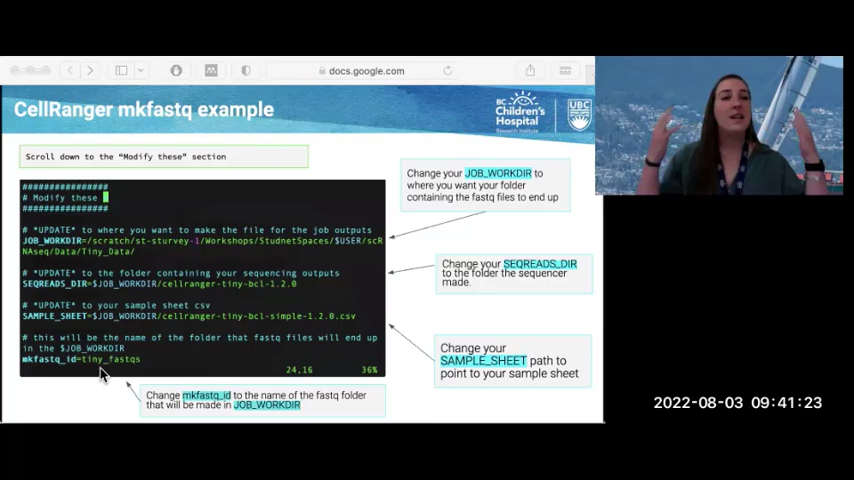 docs.google.com
CellRanger mkfastq example
BC
Children's
Hospital
Research Institute
UBC
Scroll down to the "Modify these" section
################
# Modify these
################
# *UPDATE* to where you want to make the file for the job outputs
JOB_WORKDIR=/scratch/st-sturvey-1/Workshops/StudnetSpaces/$USER/scR
NAseq/Data/Tiny_Data/
# *UPDATE* to the folder containing your sequencing outputs
SEQREADS_DIR=$JOB_WORKDIR/cellranger-tiny-bcl-1.2.0
# *UPDATE* to your sample sheet csv
SAMPLE_SHEET=$JOB_WORKDIR/cellranger-tiny-bcl-simple-1.2.0.csv
# this will be the name of the folder that fastq files will end up
in the $JOB_WORKDIR
mkfastq_id=tiny_fastqs
24,16 36%
Change your JOB_WORKDIR to
where you want your folder
containing the fastq files to end up
Change your SEQREADS_DIR
to the folder the sequencer
made.
Change your
SAMPLE_SHEET path to
point to your sample sheet
Change mkfastq_id to the name of the fastq folder
that will be made in JOB_WORKDIR
2022-08-03 09:41:23